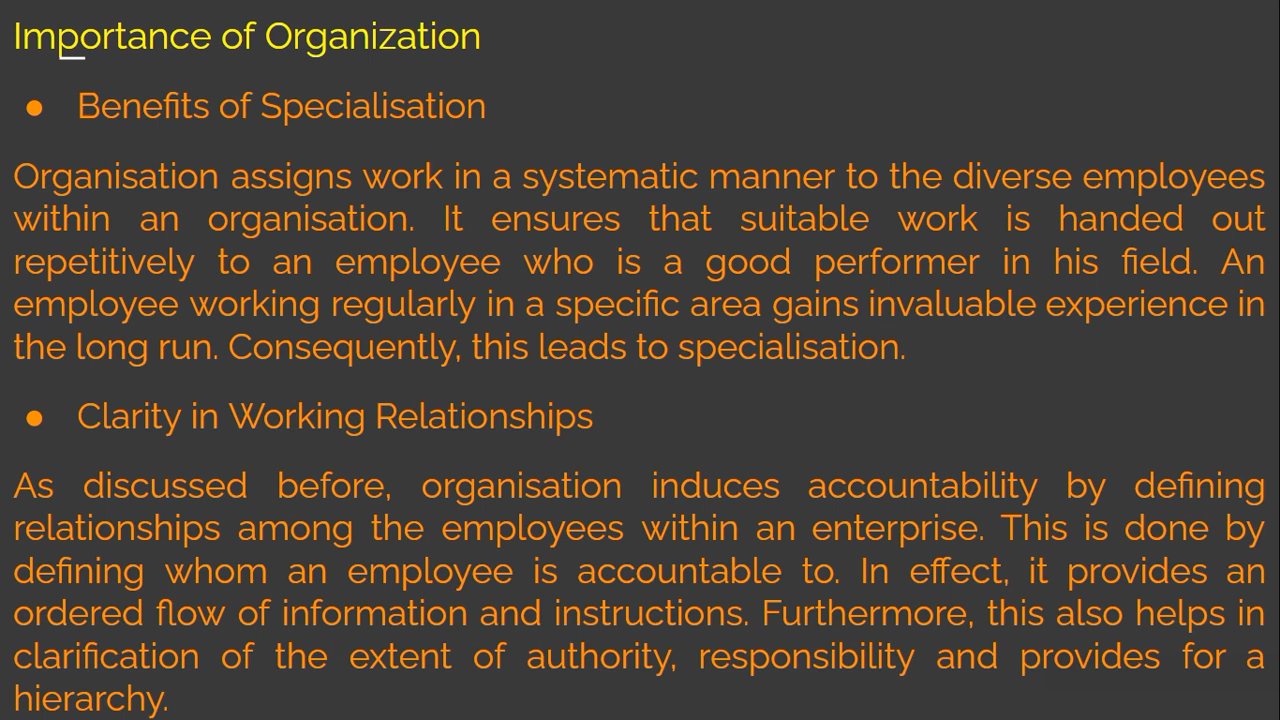 Importance of Organization
● Benefits of Specialisation
Organisation assigns work in a systematic manner to the diverse employees
within an organisation. It ensures that suitable work is handed out
repetitively to an employee who is a good performer in his field. An
employee working regularly in a specific area gains invaluable experience in
the long run. Consequently, this leads to specialisation.
● Clarity in Working Relationships
As discussed before, organisation induces accountability by defining
relationships among the employees within an enterprise. This is done by
defining whom an employee is accountable to. In effect, it provides an
ordered flow of information and instructions. Furthermore, this also helps in
clarification of the extent of authority, responsibility and provides for a
hierarchy.